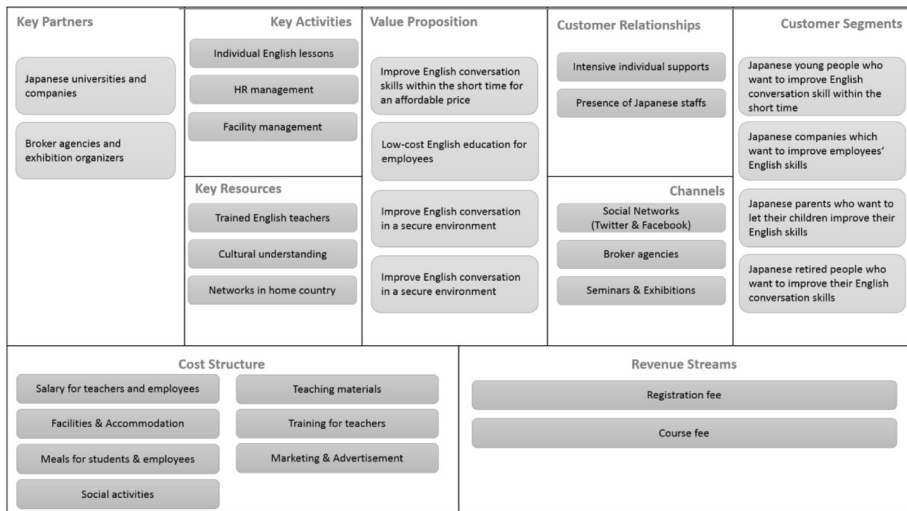 Key Partners
Japanese universities and
companies
Broker agencies and
exhibition organizers
Key Activities
Individual English lessons
HR management
Facility management
Key Resources
Trained English teachers
Cultural understanding
Networks in home country
Value Proposition
Improve English conversation
skills within the short time for
an affordable price
Low-cost English education for
employees
Improve English conversation
in a secure environment
Improve English conversation
in a secure environment
Customer Relationships
Intensive individual supports
Presence of Japanese staffs
Channels
Social Networks
(Twitter & Facebook)
Broker agencies
Seminars & Exhibitions
Customer Segments
Japanese young people who
want to improve English
conversation skill within the
short time
Japanese companies which
want to improve employees‘
English skills
Japanese parents who want to
let their children improve their
English skills
Japanese retired people who
want to improve their English
conversation skills
Cost Structure
Salary for teachers and employees
Facilities & Accommodation
Meals for students & employees
Social activities
Teaching materials
Training for teachers
Marketing & Advertisement
Revenue Streams
Registration fee
Course fee